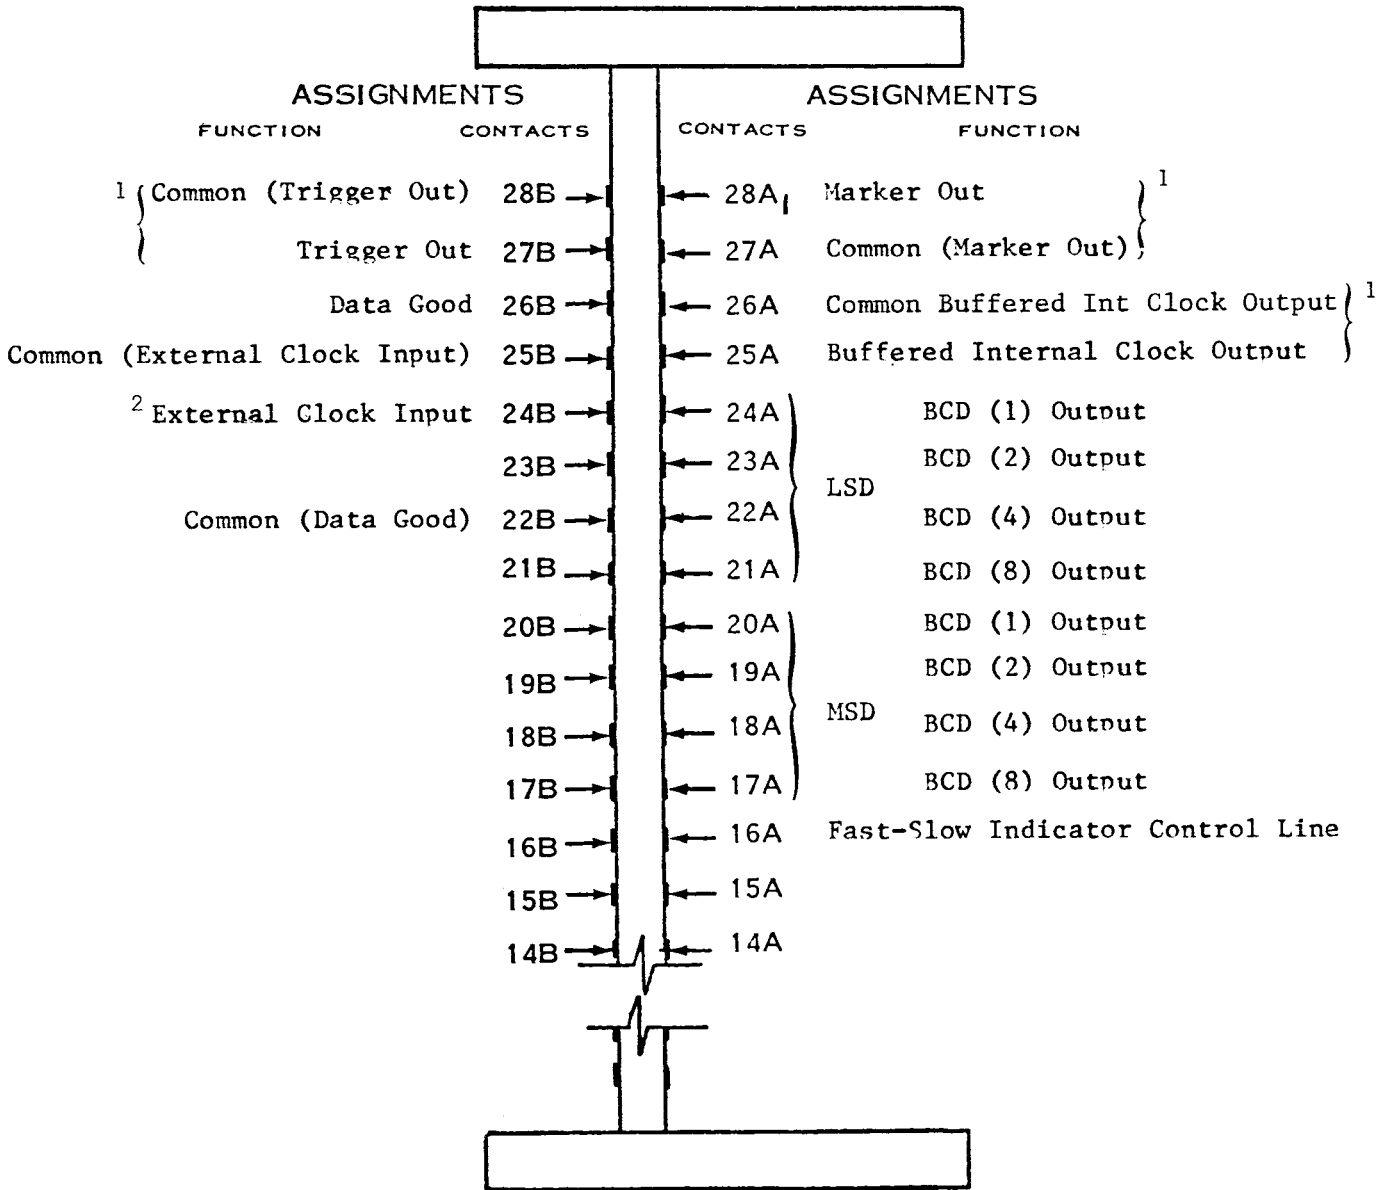 ASSIGNMENTS ASSIGNMENTS
FUNCTION CONTACTS CONTACTS FUNCTION
1 Common (Trigger Out) 28B 28A Marker Out 1
Trigger Out 27B 27A Common (Marker Out)
Data Good 26B 26A Common Buffered Int Clock Output 1
Common (External Clock Input) 25B 25A Buffered Internal Clock Output
2 External Clock Input 24B 24A BCD (1) Output
23B 23A BCD (2) Output
LSD
Common (Data Good) 22B 22A BCD (4) Output
21B 21A BCD (8) Output
20B 20A BCD (1) Output
19B 19A BCD (2) Output
MSD
18B 18A BCD (4) Output
17B 17A BCD (8) Output
16B 16A Fast-Slow Indicator Control Line
15B 15A
14B 14A